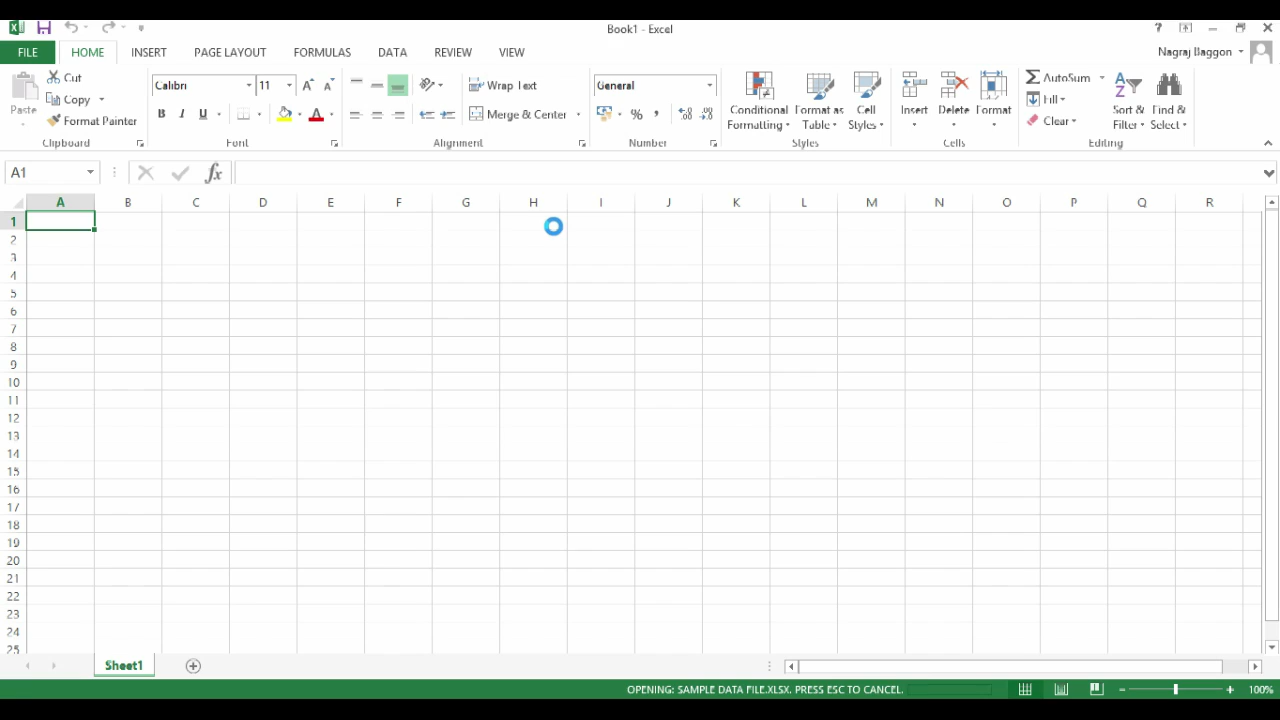 Book1 - Excel
?
FILE HOME INSERT PAGE LAYOUT FORMULAS DATA REVIEW VIEW
Nagraj Baggon
Cut
Copy
Format Painter
Paste
Clipboard
Calibri 11
B I U
Font
Wrap Text
Merge & Center
Alignment
General
%
Number
Conditional Formatting
Format as Table
Cell Styles
Styles
Insert Delete Format
Cells
AutoSum
Fill
Clear
Sort & Filter
Find & Select
Editing
A1
fx
A B C D E F G H I J K L M N O P Q R
1
2
3
4
5
6
7
8
9
10
11
12
13
14
15
16
17
18
19
20
21
22
23
24
25
Sheet1
OPENING: SAMPLE DATA FILE.XLSX. PRESS ESC TO CANCEL.
100%